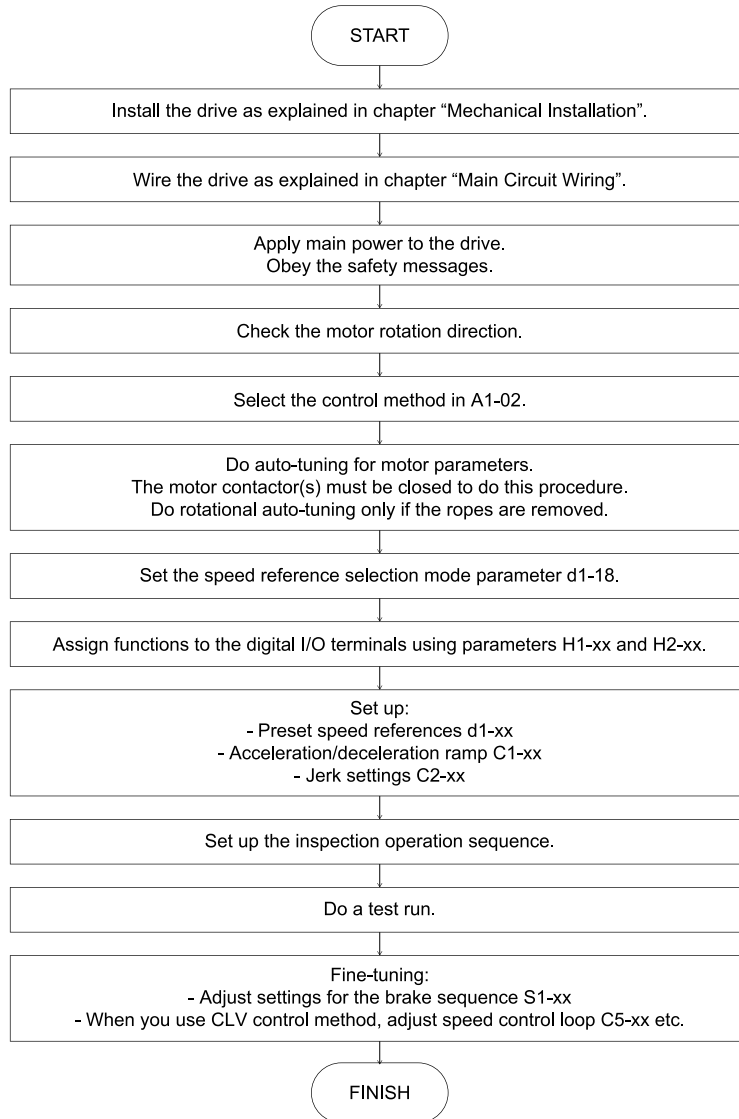 START
Install the drive as explained in chapter “Mechanical Installation”.
Wire the drive as explained in chapter “Main Circuit Wiring”.
Apply main power to the drive.
Obey the safety messages.
Check the motor rotation direction.
Select the control method in A1-02.
Do auto-tuning for motor parameters.
The motor contactor(s) must be closed to do this procedure.
Do rotational auto-tuning only if the ropes are removed.
Set the speed reference selection mode parameter d1-18.
Assign functions to the digital I/O terminals using parameters H1-xx and H2-xx.
Set up:
- Preset speed references d1-xx
- Acceleration/deceleration ramp C1-xx
- Jerk settings C2-xx
Set up the inspection operation sequence.
Do a test run.
Fine-tuning:
- Adjust settings for the brake sequence S1-xx
- When you use CLV control method, adjust speed control loop C5-xx etc.
FINISH